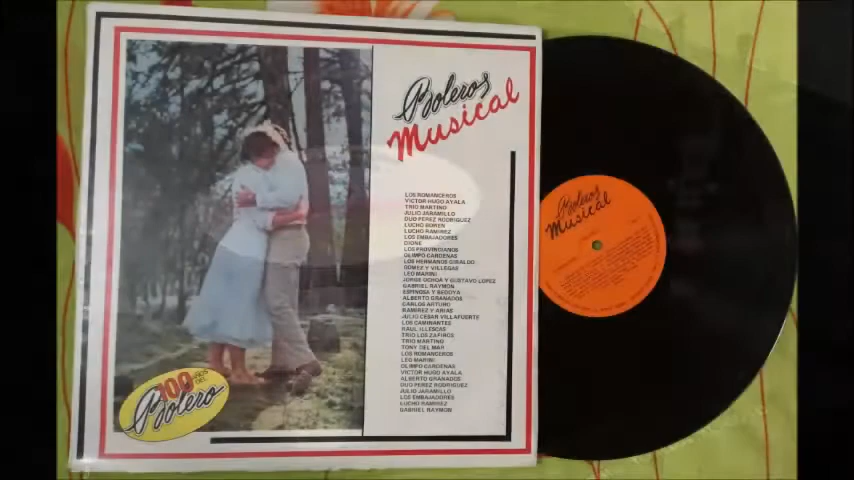 Boleros
Musical
LOS ROMANCEROS
VICTOR HUGO AYALA
TRIO MARTINO
JULIO JARAMILLO
DUO PEREZ RODRIGUEZ
LUCHO BOWEN
LUCHO RAMIREZ
LOS EMBAJADORES
DIONE
LOS PROVINCIANOS
OLIMPO CARDENAS
LOS HERMANOS GIRALDO
GOMEZ Y VILLEGAS
LEO MARINI
JORGE OCHOA Y GUSTAVO LOPEZ
GABRIEL RAYMON
ESPINOSA Y BEDOYA
ALBERTO GRANADOS
CARLOS ARTURO
RAMIREZ Y ARIAS
JULIO CESAR VILLAFUERTE
LOS CAMINANTES
RAUL ILLESCAS
TRIO LOS ZAFIROS
TRIO MARTINO
TONY DEL MAR
LOS ROMANCEROS
LEO MARINI
OLIMPO CARDENAS
VICTOR HUGO AYALA
ALBERTO GRANADOS
DUO PEREZ RODRIGUEZ
JULIO JARAMILLO
LOS EMBAJADORES
LUCHO RAMIREZ
GABRIEL RAYMON
100 AÑOS DEL
Bolero
Boleros
Musical